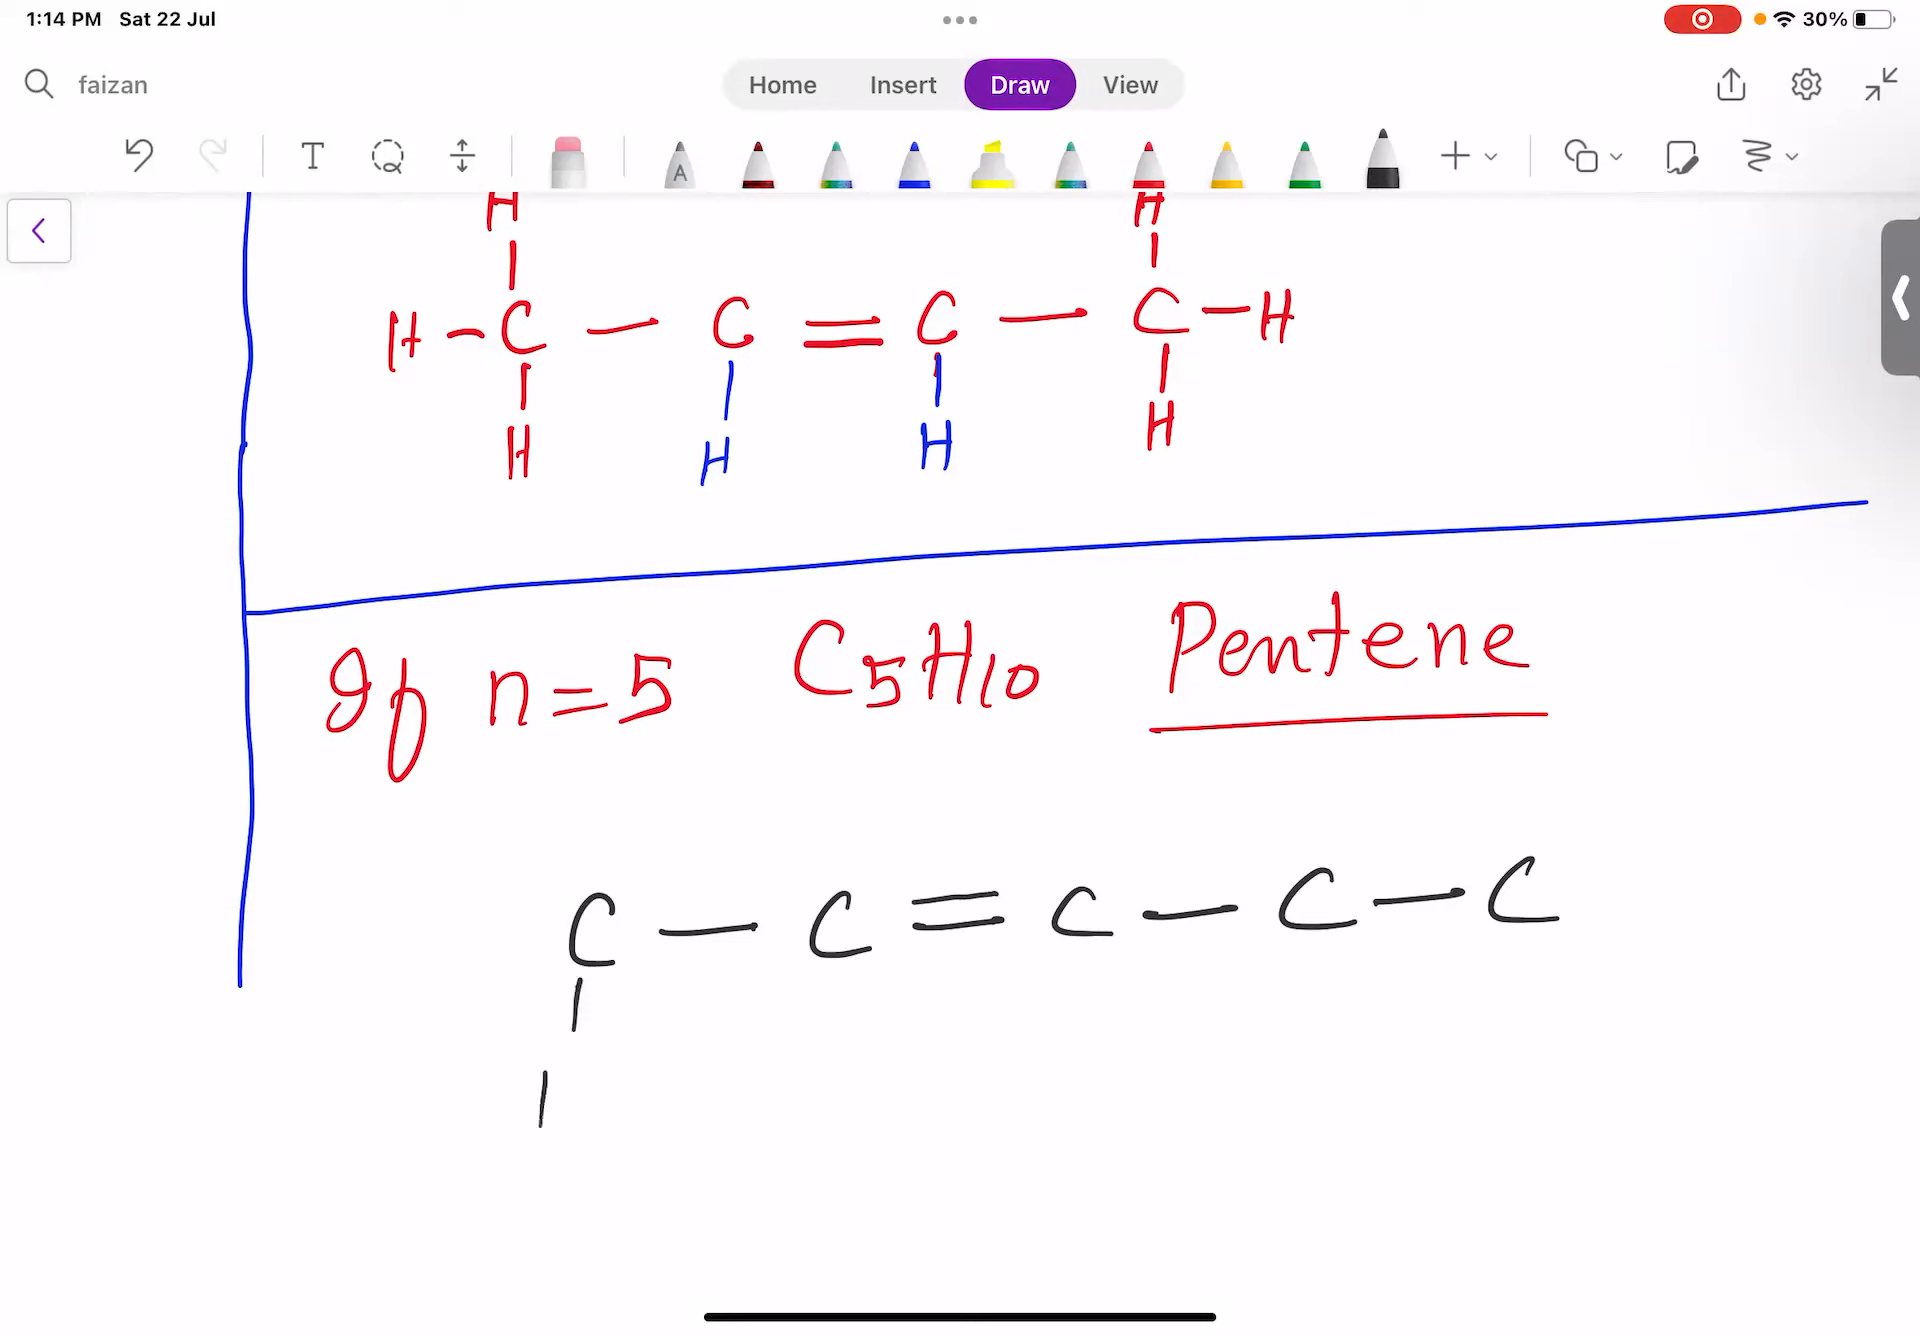 1:14 PM Sat 22 Jul
30%
faizan
Home Insert Draw View
T
A
H H
H - C - C = C - C - H
H H H H
If n = 5 C5H10 Pentene
C - C = C - C - C